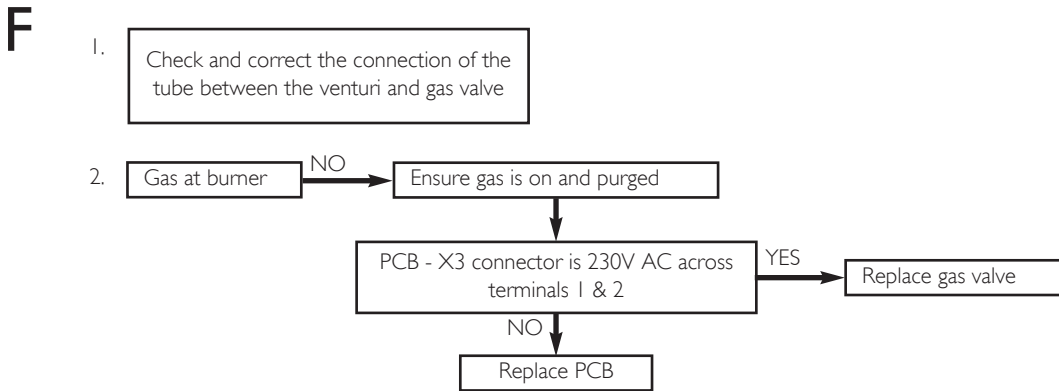 F
1.
Check and correct the connection of the
tube between the venturi and gas valve
2.
Gas at burner
NO
Ensure gas is on and purged
PCB - X3 connector is 230V AC across
terminals 1 & 2
YES
Replace gas valve
NO
Replace PCB